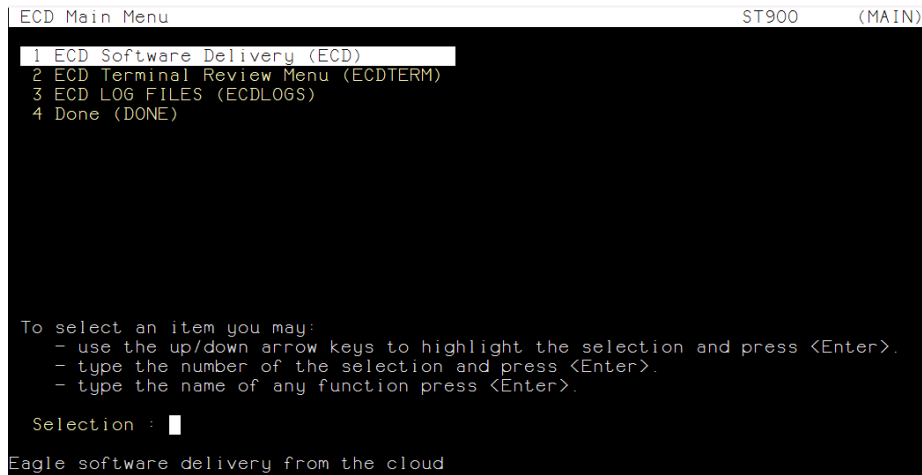 ECD Main Menu ST900 (MAIN)
1 ECD Software Delivery (ECD)
2 ECD Terminal Review Menu (ECDTERM)
3 ECD LOG FILES (ECDLOGS)
4 Done (DONE)
To select an item you may:
- use the up/down arrow keys to highlight the selection and press <Enter>.
- type the number of the selection and press <Enter>.
- type the name of any function press <Enter>.
Selection :
Eagle software delivery from the cloud